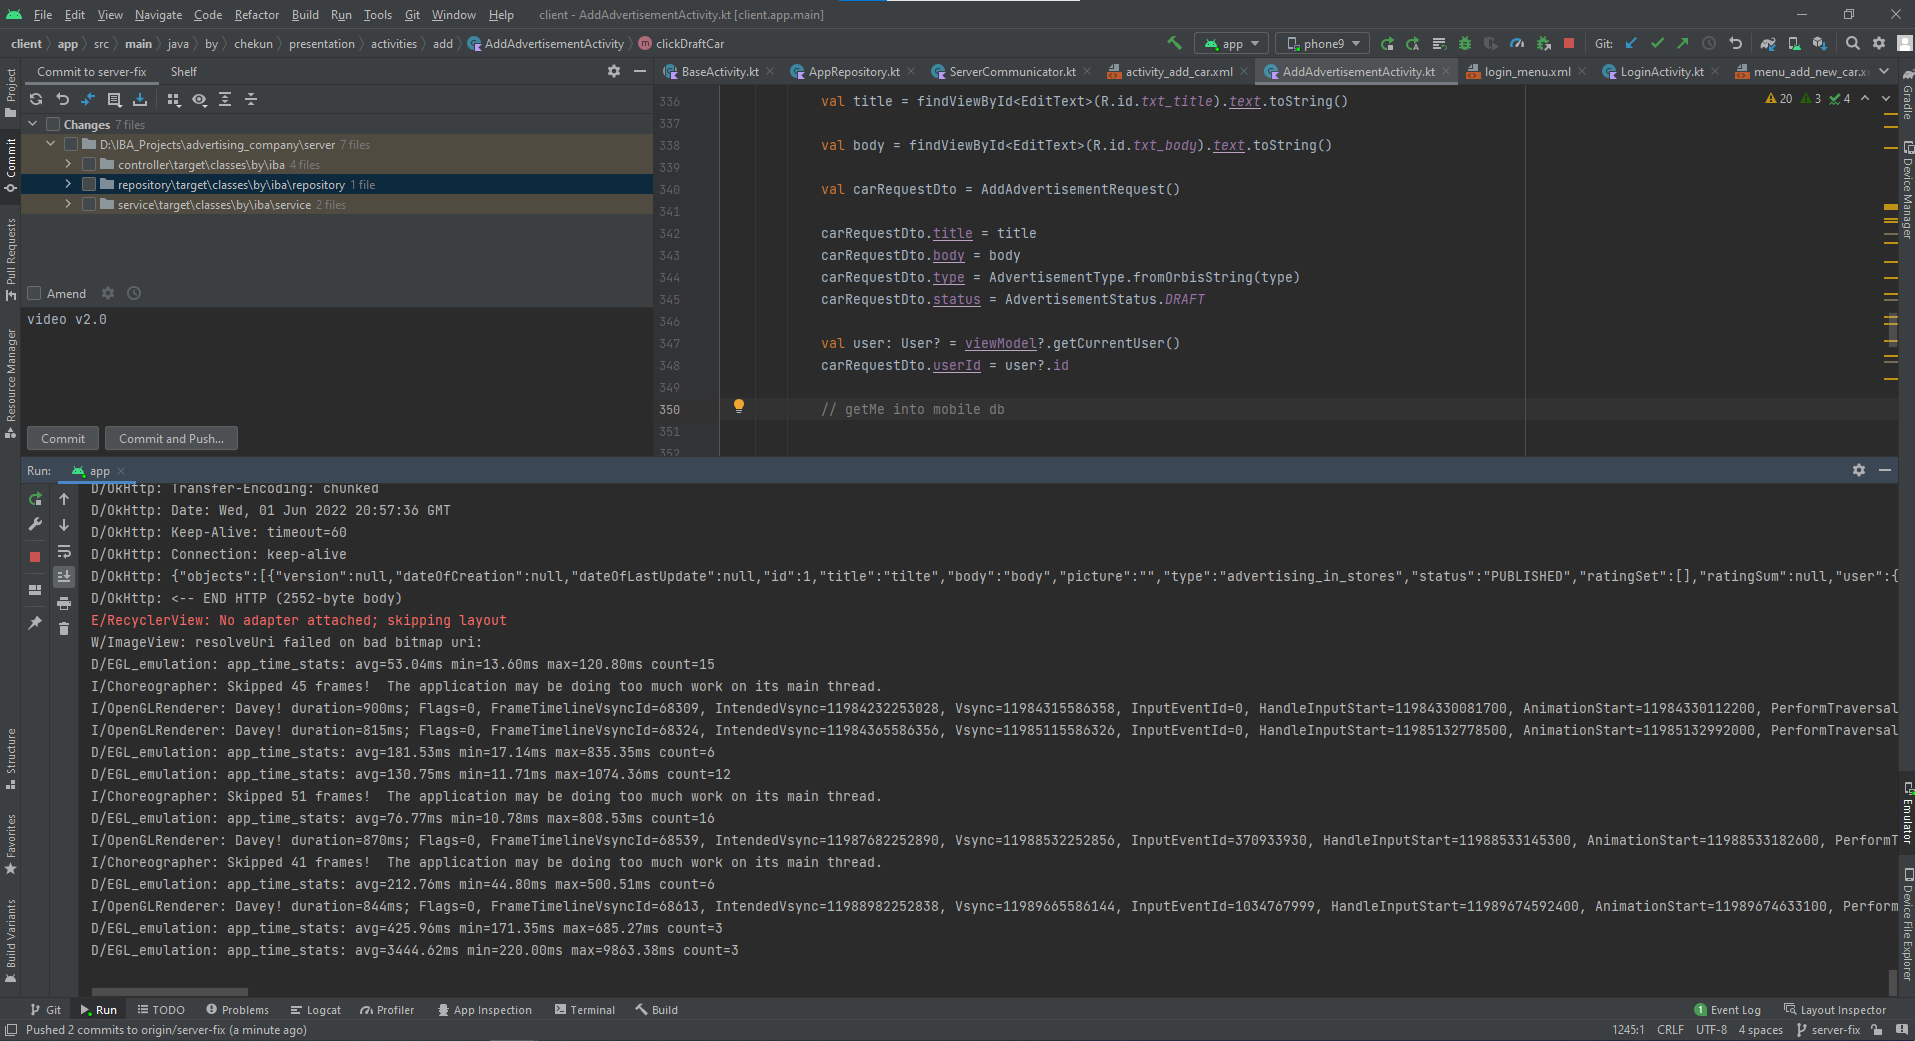 File Edit View Navigate Code Refactor Build Run Tools Git Window Help client - AddAdvertisementActivity.kt [client.app.main]
client app src main java by chekun presentation activities add AddAdvertisementActivity clickDraftCar app phone9 Git:
Commit to server-fix Shelf
BaseActivity.kt AppRepository.kt ServerCommunicator.kt activity_add_car.xml AddAdvertisementActivity.kt login_menu.xml LoginActivity.kt menu_add_new_car.x
Changes 7 files
D:\IBA_Projects\advertising_company\server 7 files
controller\target\classes\by\iba 4 files
repository\target\classes\by\iba\repository 1 file
service\target\classes\by\iba\service 2 files
Amend
video v2.0
Commit Commit and Push...
20 3 4
336 val title = findViewById<EditText>(R.id.txt_title).text.toString()
337
338 val body = findViewById<EditText>(R.id.txt_body).text.toString()
339
340 val carRequestDto = AddAdvertisementRequest()
341
342 carRequestDto.title = title
343 carRequestDto.body = body
344 carRequestDto.type = AdvertisementType.fromOrbisString(type)
345 carRequestDto.status = AdvertisementStatus.DRAFT
346
347 val user: User? = viewModel?.getCurrentUser()
348 carRequestDto.userId = user?.id
349
350 // getMe into mobile db
351
352
Run: app
D/OkHttp: Transfer-Encoding: chunked
D/OkHttp: Date: Wed, 01 Jun 2022 20:57:36 GMT
D/OkHttp: Keep-Alive: timeout=60
D/OkHttp: Connection: keep-alive
D/OkHttp: {"objects":[{"version":null,"dateOfCreation":null,"dateOfLastUpdate":null,"id":1,"title":"tilte","body":"body","picture":"","type":"advertising_in_stores","status":"PUBLISHED","ratingSet":[],"ratingSum":null,"user":{
D/OkHttp: <-- END HTTP (2552-byte body)
E/RecyclerView: No adapter attached; skipping layout
W/ImageView: resolveUri failed on bad bitmap uri:
D/EGL_emulation: app_time_stats: avg=53.04ms min=13.60ms max=120.80ms count=15
I/Choreographer: Skipped 45 frames!  The application may be doing too much work on its main thread.
I/OpenGLRenderer: Davey! duration=900ms; Flags=0, FrameTimelineVsyncId=68309, IntendedVsync=11984232253028, Vsync=11984315586358, InputEventId=0, HandleInputStart=11984330081700, AnimationStart=11984330112200, PerformTraversal
I/OpenGLRenderer: Davey! duration=815ms; Flags=0, FrameTimelineVsyncId=68324, IntendedVsync=11984365586356, Vsync=11985115586326, InputEventId=0, HandleInputStart=11985132778500, AnimationStart=11985132992000, PerformTraversal
D/EGL_emulation: app_time_stats: avg=181.53ms min=17.14ms max=835.35ms count=6
D/EGL_emulation: app_time_stats: avg=130.75ms min=11.71ms max=1074.36ms count=12
I/Choreographer: Skipped 51 frames!  The application may be doing too much work on its main thread.
D/EGL_emulation: app_time_stats: avg=76.77ms min=10.78ms max=808.53ms count=16
I/OpenGLRenderer: Davey! duration=870ms; Flags=0, FrameTimelineVsyncId=68539, IntendedVsync=11987682252890, Vsync=11988532252856, InputEventId=370933930, HandleInputStart=11988533145300, AnimationStart=11988533182600, PerformT
I/Choreographer: Skipped 41 frames!  The application may be doing too much work on its main thread.
D/EGL_emulation: app_time_stats: avg=212.76ms min=44.80ms max=500.51ms count=6
I/OpenGLRenderer: Davey! duration=844ms; Flags=0, FrameTimelineVsyncId=68613, IntendedVsync=11988982252838, Vsync=11989665586144, InputEventId=1034767999, HandleInputStart=11989674592400, AnimationStart=11989674633100, Perform
D/EGL_emulation: app_time_stats: avg=425.96ms min=171.35ms max=685.27ms count=3
D/EGL_emulation: app_time_stats: avg=3444.62ms min=220.00ms max=9863.38ms count=3
Project
Commit
Pull Requests
Resource Manager
Structure
Favorites
Build Variants
Gradle
Device Manager
Emulator
Device File Explorer
Git Run TODO Problems Logcat Profiler App Inspection Terminal Build 1 Event Log Layout Inspector
Pushed 2 commits to origin/server-fix (a minute ago) 1245:1 CRLF UTF-8 4 spaces server-fix